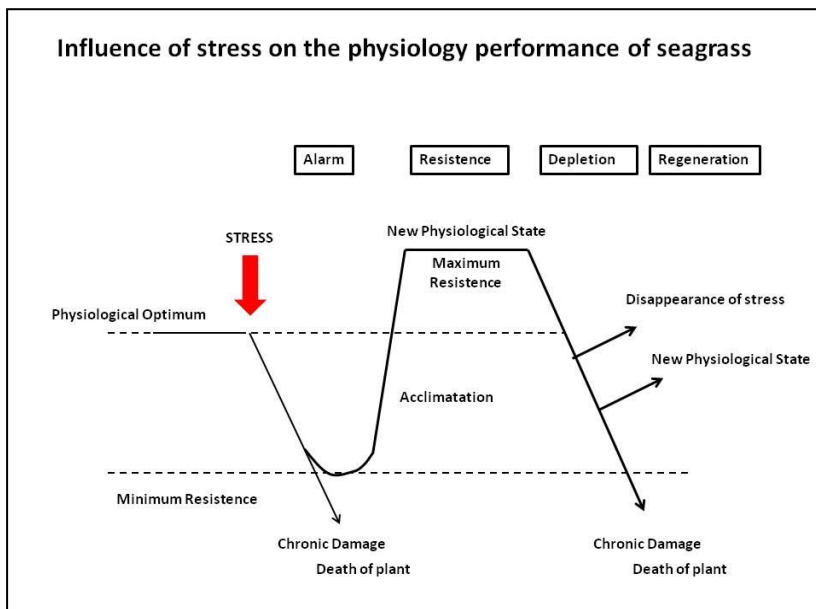 Influence of stress on the physiology performance of seagrass
Alarm
Resistence
Depletion
Regeneration
New Physiological State
STRESS
Maximum
Resistence
Disappearance of stress
Physiological Optimum
New Physiological State
Acclimatation
Minimum Resistence
Chronic Damage
Death of plant
Chronic Damage
Death of plant